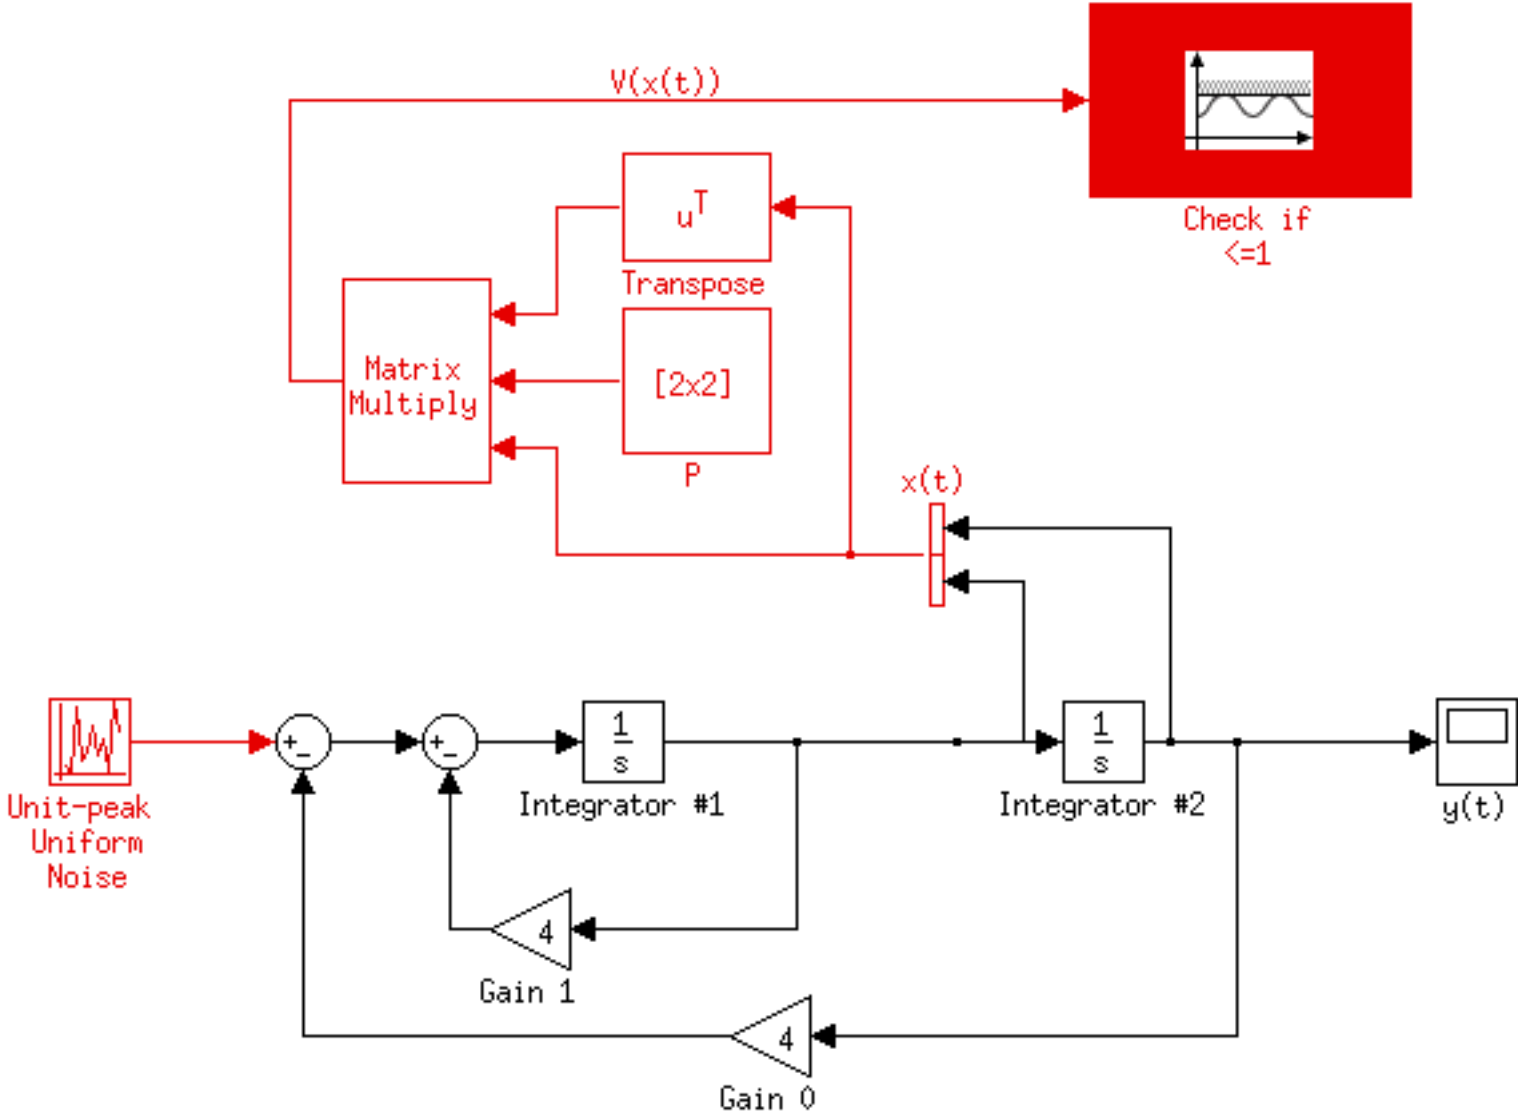 V(x(t))
Check if
<=1
u^T
Transpose
Matrix
Multiply
[2x2]
P
x(t)
+
−
+
−
1
s
Integrator #1
1
s
Integrator #2
y(t)
Unit-peak
Uniform
Noise
4
Gain 1
4
Gain 0